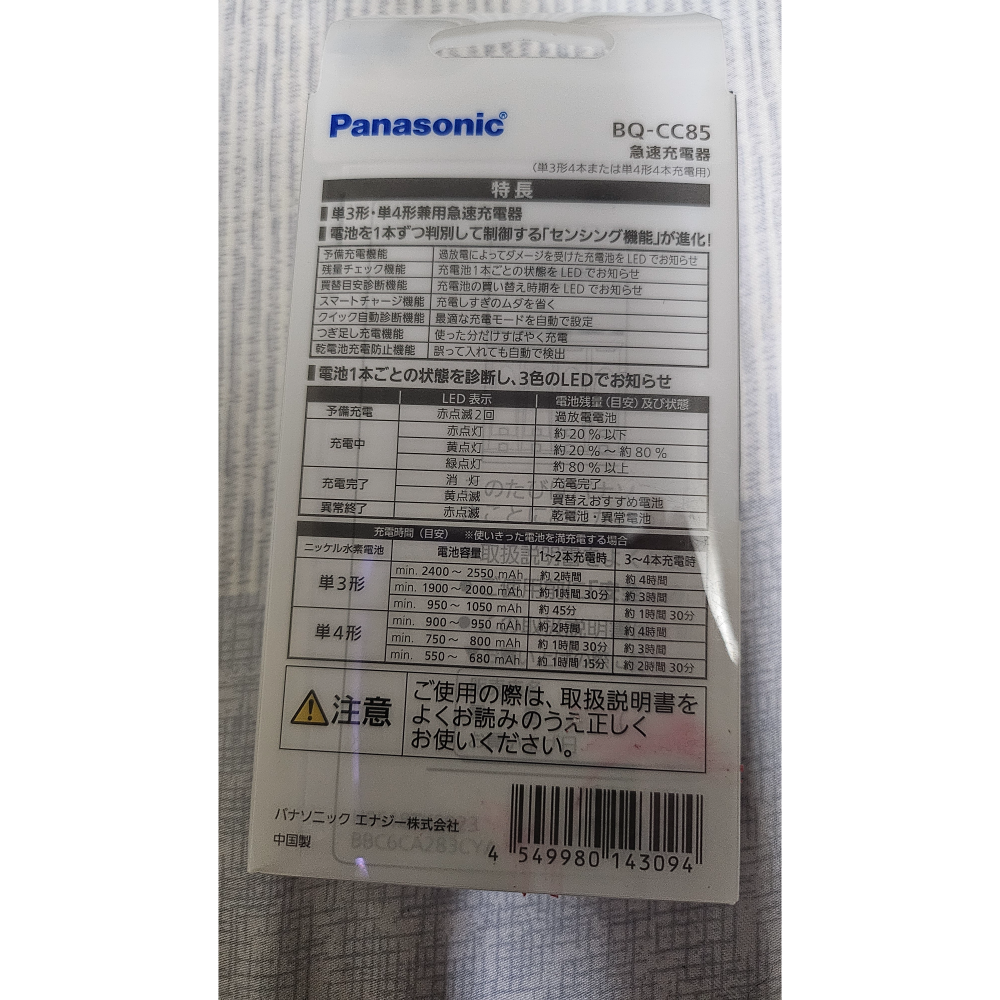 Panasonic®
BQ-CC85
急速充電器
(単3形4本または単4形4本充電用)
特長
単3形・単4形兼用急速充電器
電池を1本ずつ判別して制御する「センシング機能」が進化!
予備充電機能 過放電によってダメージを受けた充電池をLEDでお知らせ
残量チェック機能 充電池1本ごとの状態をLEDでお知らせ
買替目安診断機能 充電池の買い替え時期をLEDでお知らせ
スマートチャージ機能 充電しすぎのムダを省く
クイック自動診断機能 最適な充電モードを自動で設定
つぎ足し充電機能 使った分だけすばやく充電
乾電池充電防止機能 誤って入れても自動で検出
電池1本ごとの状態を診断し、3色のLEDでお知らせ
LED表示 電池残量(目安)及び状態
予備充電 赤点滅2回 過放電電池
充電中 赤点灯 約20%以下
黄点灯 約20%~約80%
緑点灯 約80%以上
充電完了 消灯 充電完了
黄点滅 買替えおすすめ電池
異常終了 赤点滅 乾電池・異常電池
充電時間(目安) ※使いきった電池を満充電する場合
ニッケル水素電池 電池容量 1~2本充電時 3~4本充電時
単3形 min. 2400~2550 mAh 約2時間 約4時間
min. 1900~2000 mAh 約1時間30分 約3時間
min. 950~1050 mAh 約45分 約1時間30分
単4形 min. 900~950 mAh 約2時間 約4時間
min. 750~800 mAh 約1時間30分 約3時間
min. 550~680 mAh 約1時間15分 約2時間30分
注意
ご使用の際は、取扱説明書を
よくお読みのうえ正しく
お使いください。
パナソニック エナジー株式会社
中国製
4 549980 143094